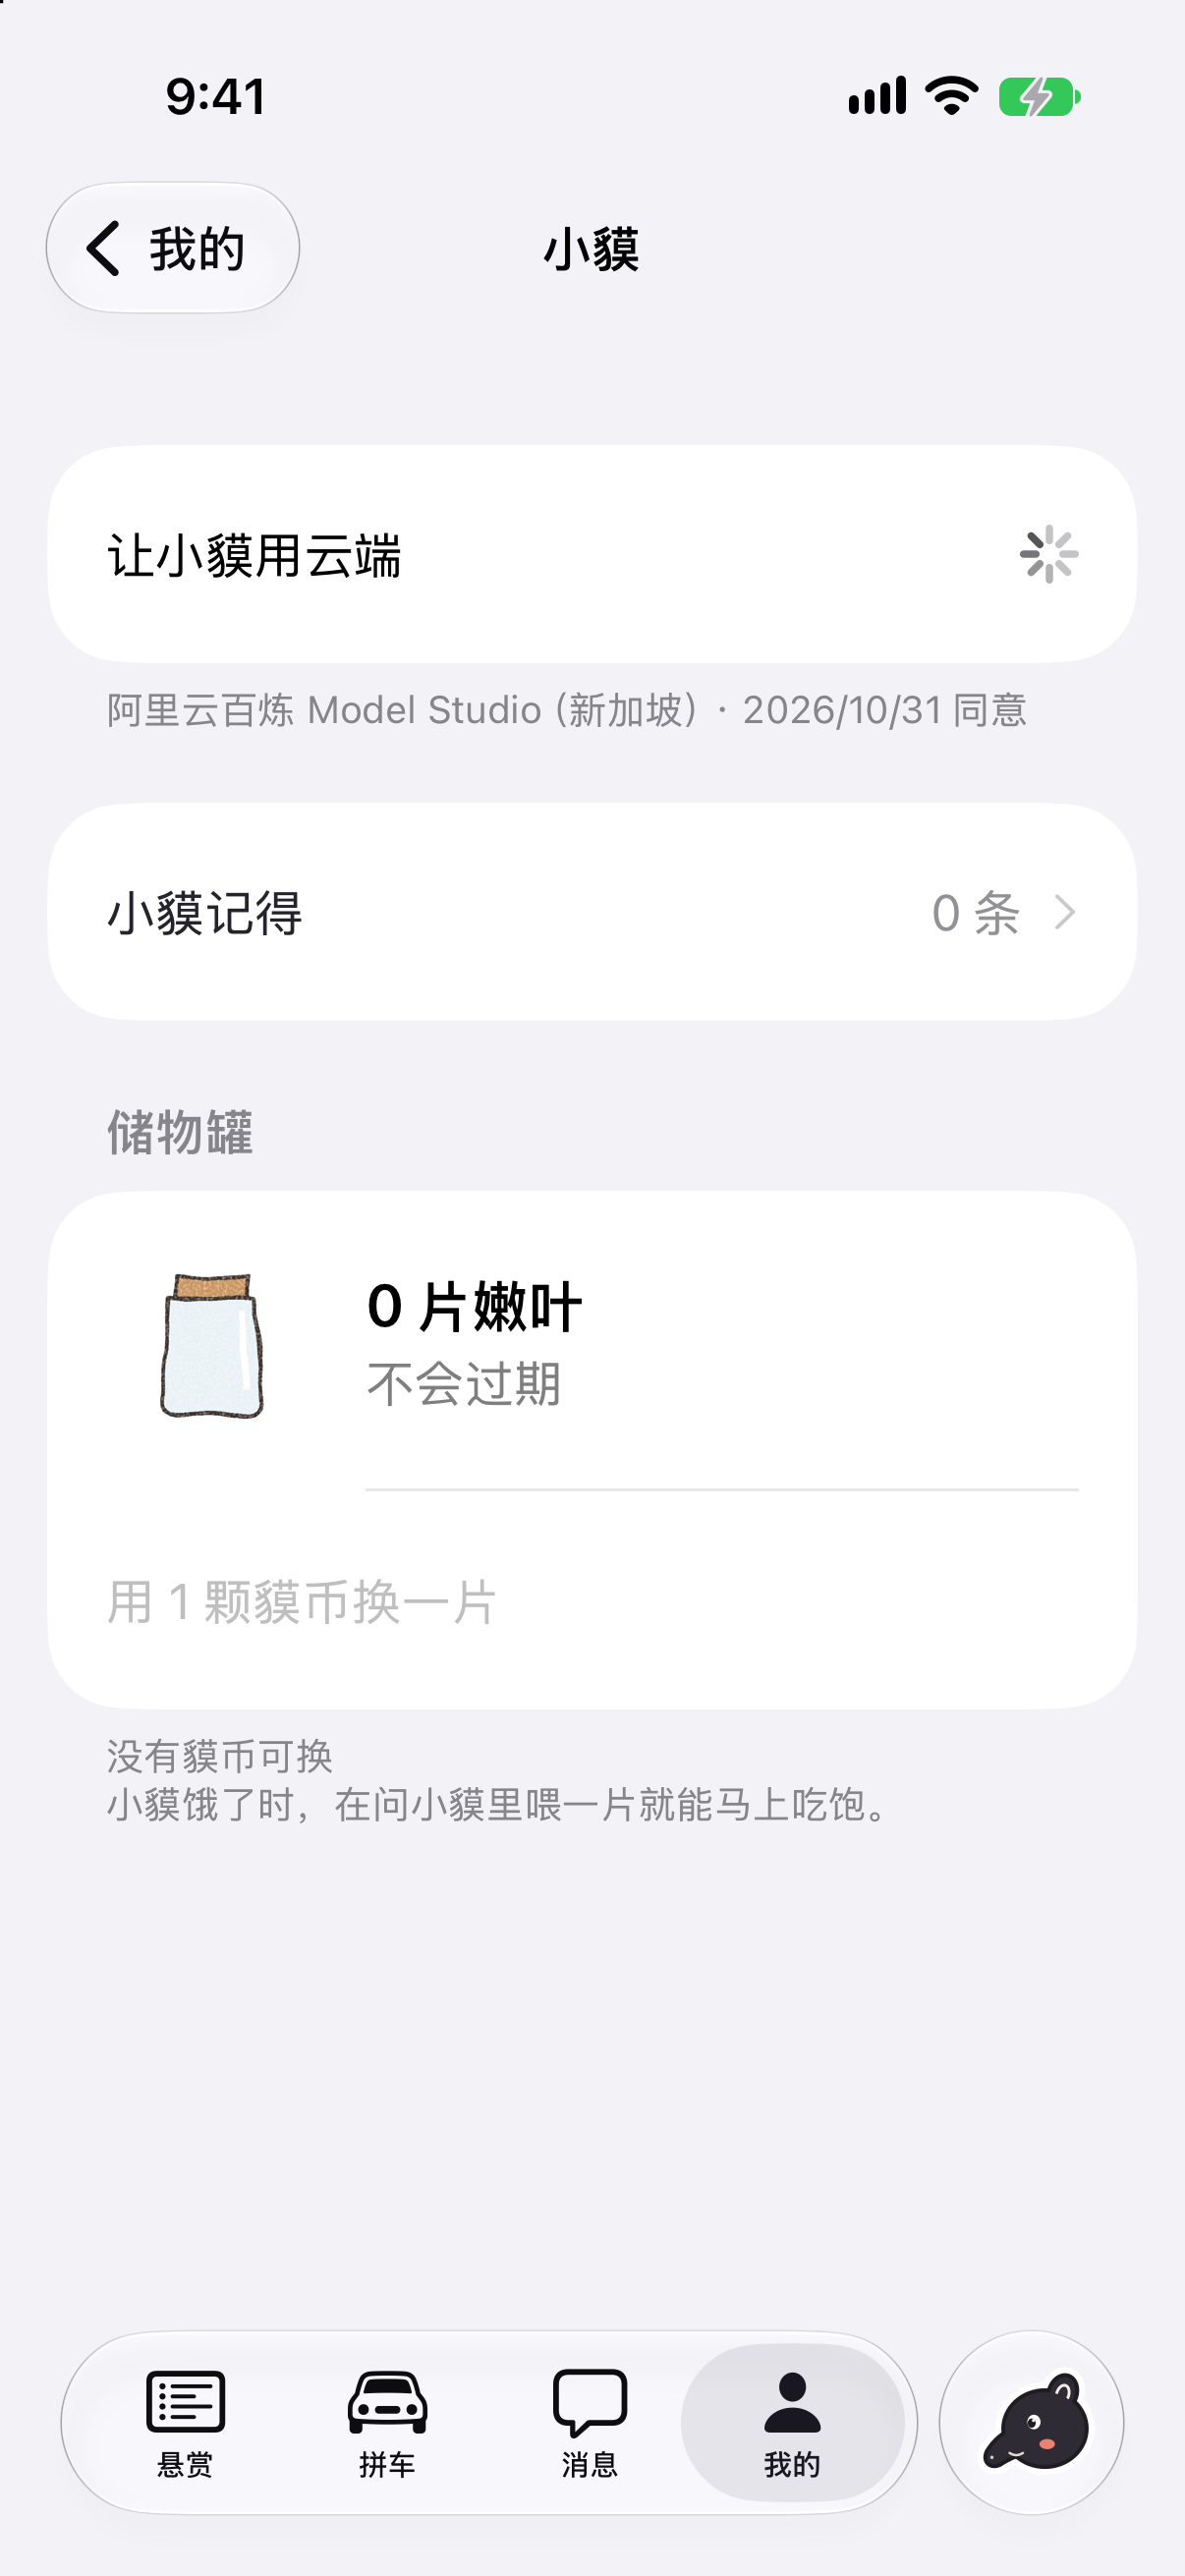 9:41
我的
小貘
让小貘用云端
阿里云百炼 Model Studio (新加坡) · 2026/10/31 同意
小貘记得
0 条
储物罐
0 片嫩叶
不会过期
用 1 颗貘币换一片
没有貘币可换
小貘饿了时，在问小貘里喂一片就能马上吃饱。
悬赏
拼车
消息
我的